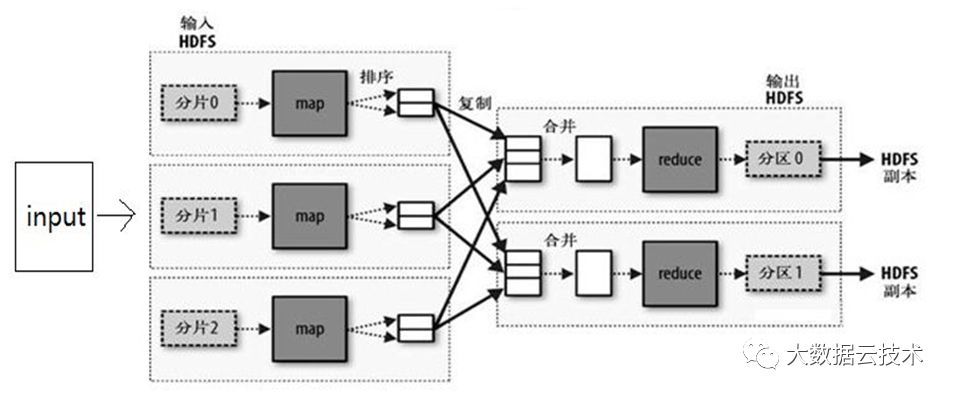 输入
HDFS
分片0
map
排序
复制
input
分片1
map
分片2
map
输出
HDFS
合并
reduce
分区0
HDFS
副本
合并
reduce
分区1
HDFS
副本
大数据云技术